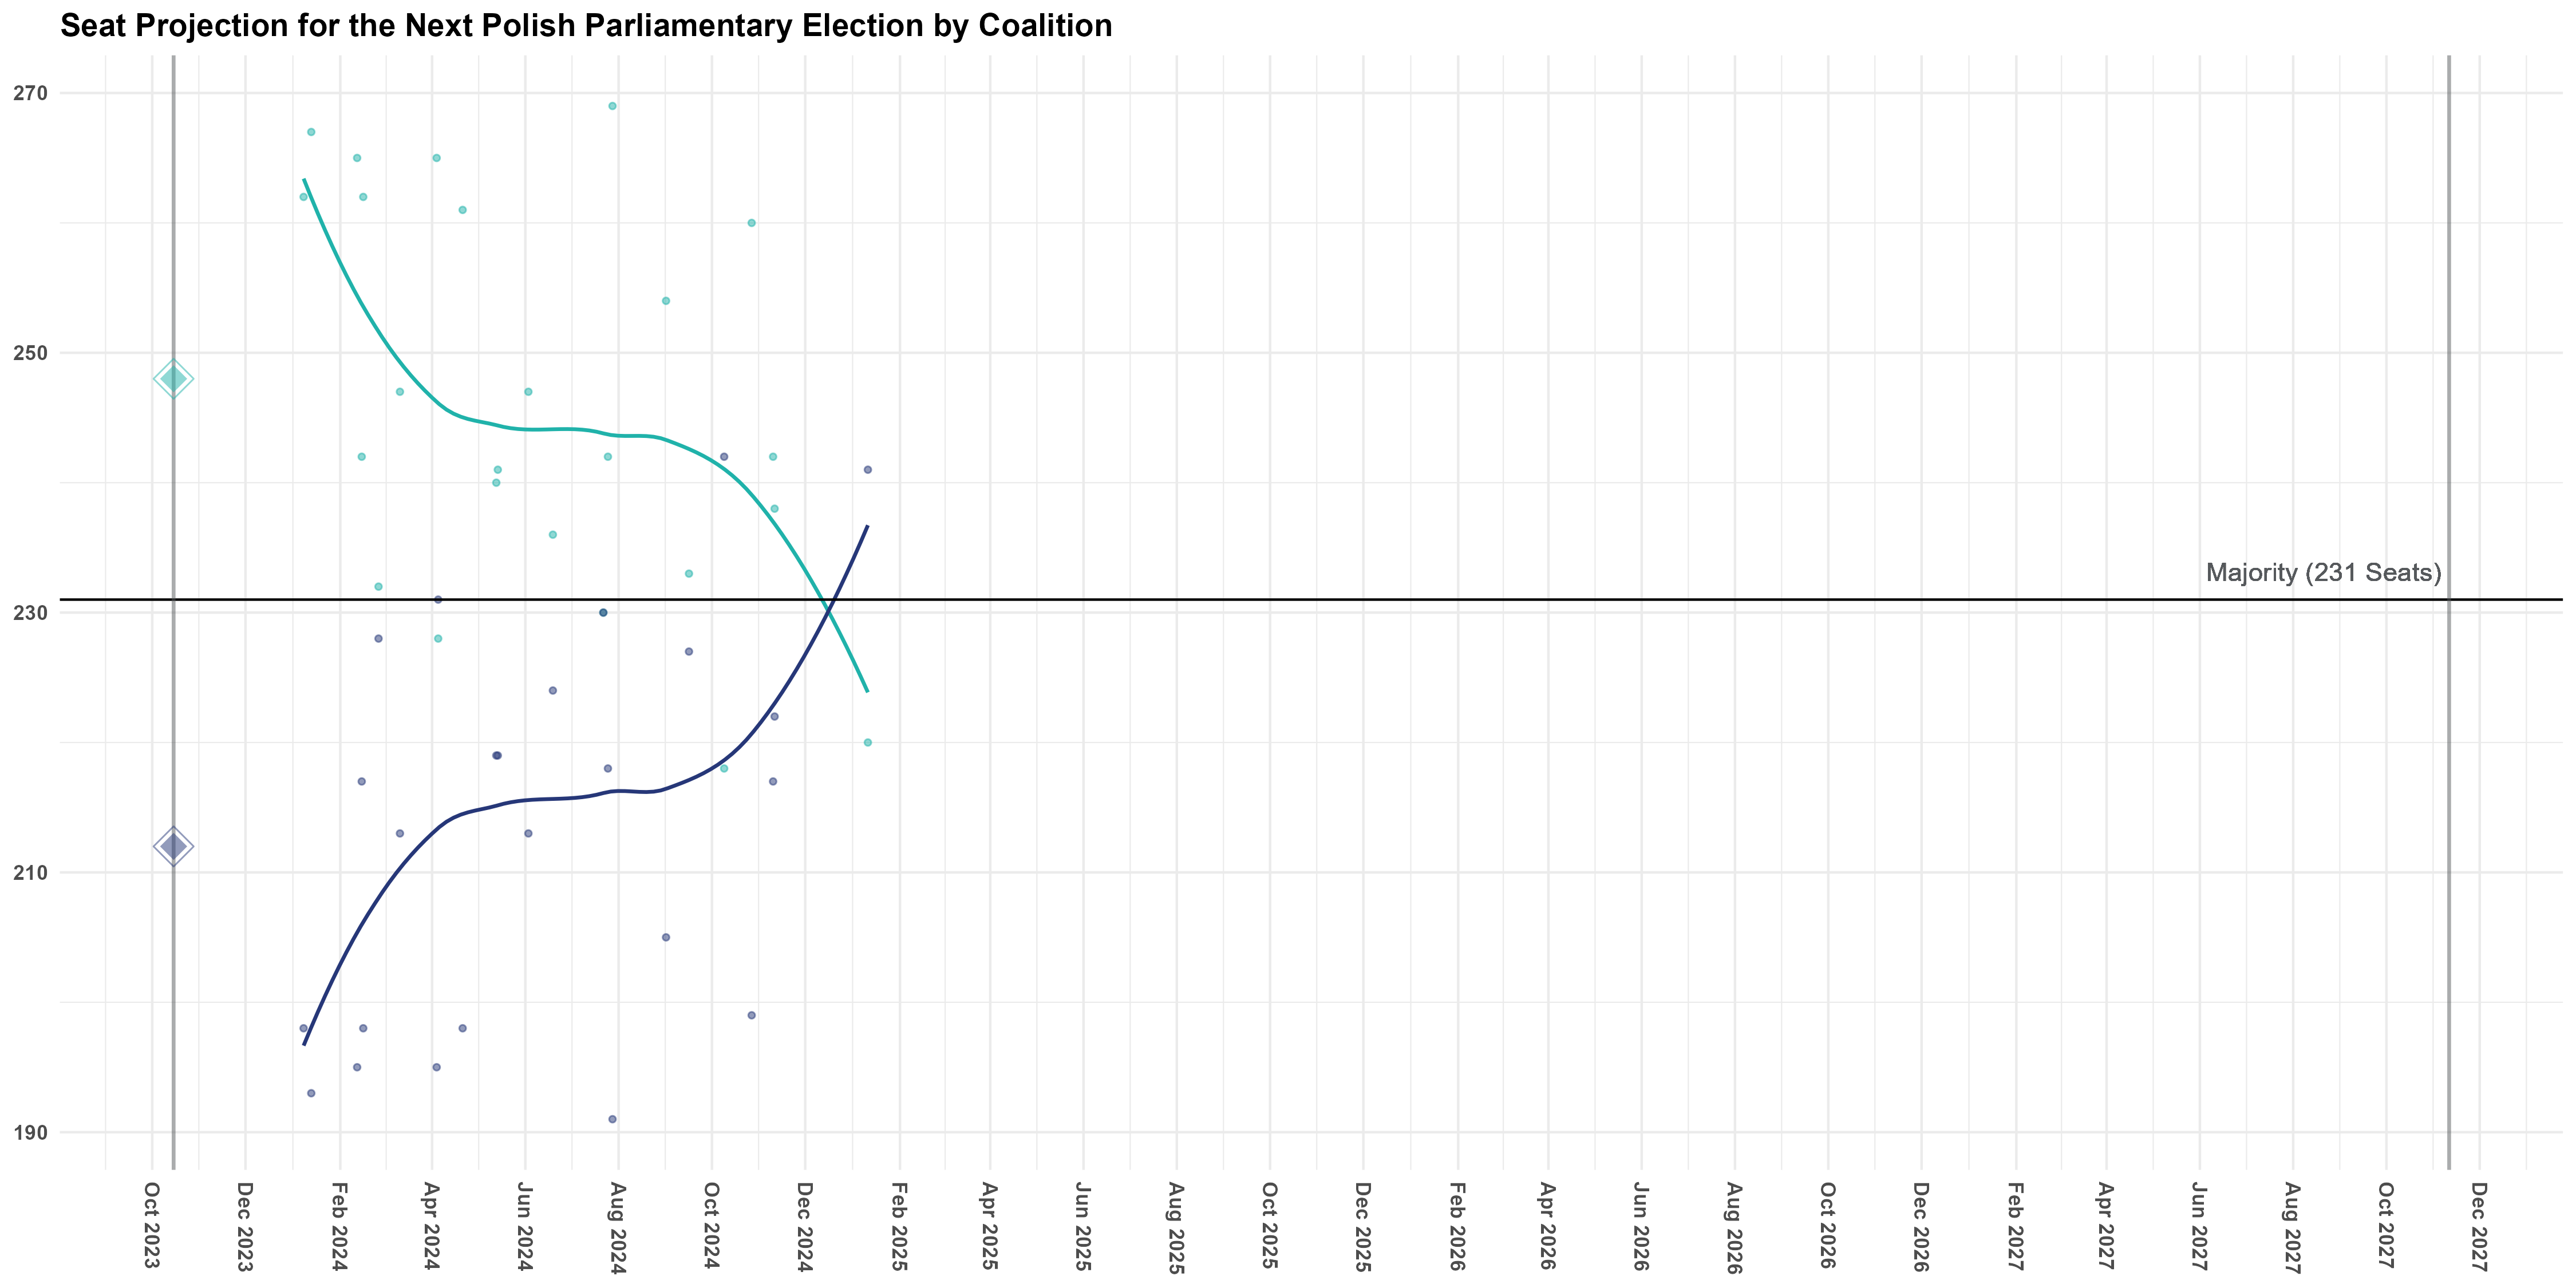 Seat Projection for the Next Polish Parliamentary Election by Coalition
270
250
230
210
190
Majority (231 Seats)
Oct 2023
Dec 2023
Feb 2024
Apr 2024
Jun 2024
Aug 2024
Oct 2024
Dec 2024
Feb 2025
Apr 2025
Jun 2025
Aug 2025
Oct 2025
Dec 2025
Feb 2026
Apr 2026
Jun 2026
Aug 2026
Oct 2026
Dec 2026
Feb 2027
Apr 2027
Jun 2027
Aug 2027
Oct 2027
Dec 2027